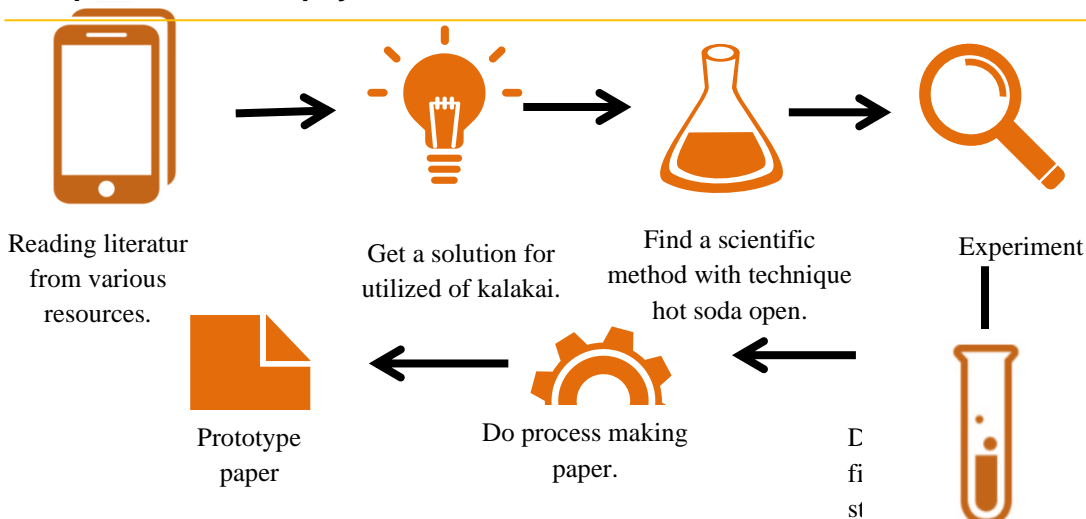 Reading literatur
from various
resources.
Get a solution for
utilized of kalakai.
Find a scientific
method with technique
hot soda open.
Experiment
Prototype
paper
Do process making
paper.